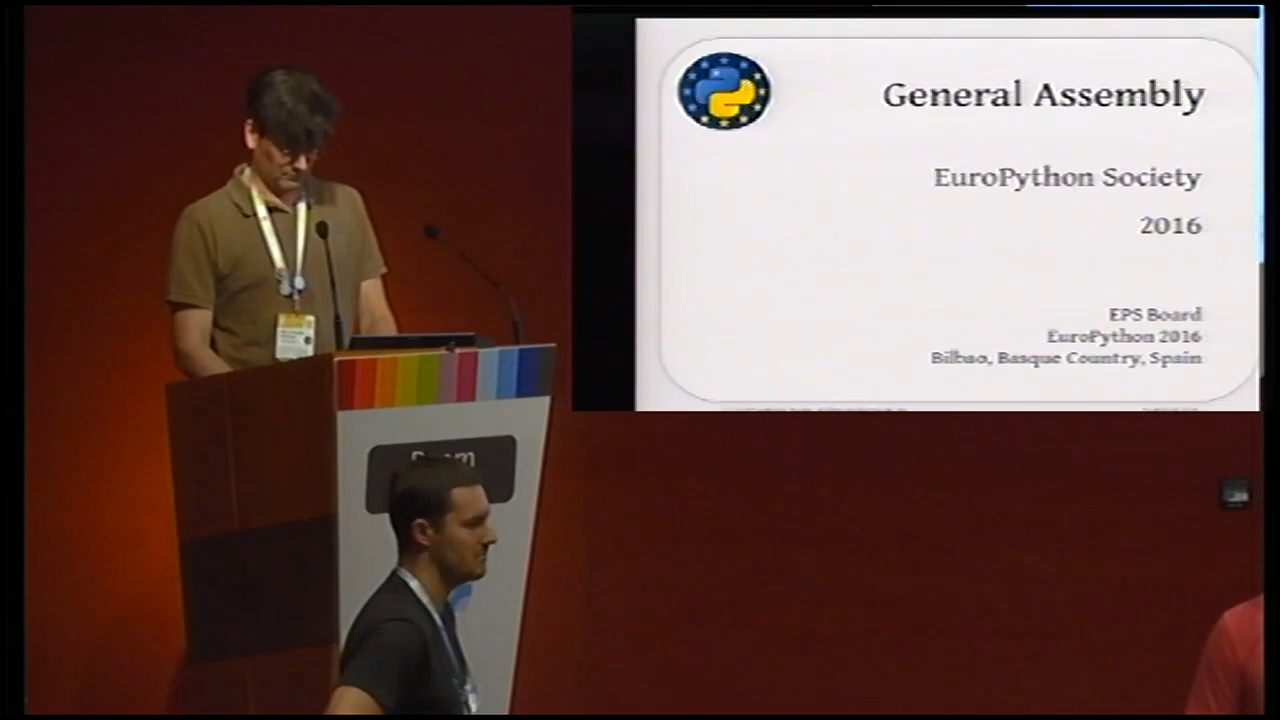 General Assembly
EuroPython Society
2016
EPS Board
EuroPython 2016
Bilbao, Basque Country, Spain